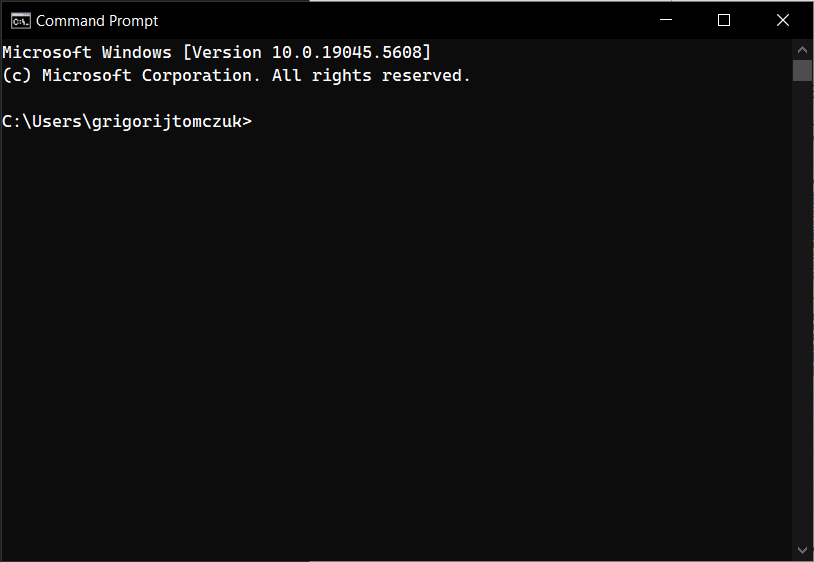 Command Prompt
Microsoft Windows [Version 10.0.19045.5608]
(c) Microsoft Corporation. All rights reserved.
C:\Users\grigorijtomczuk>